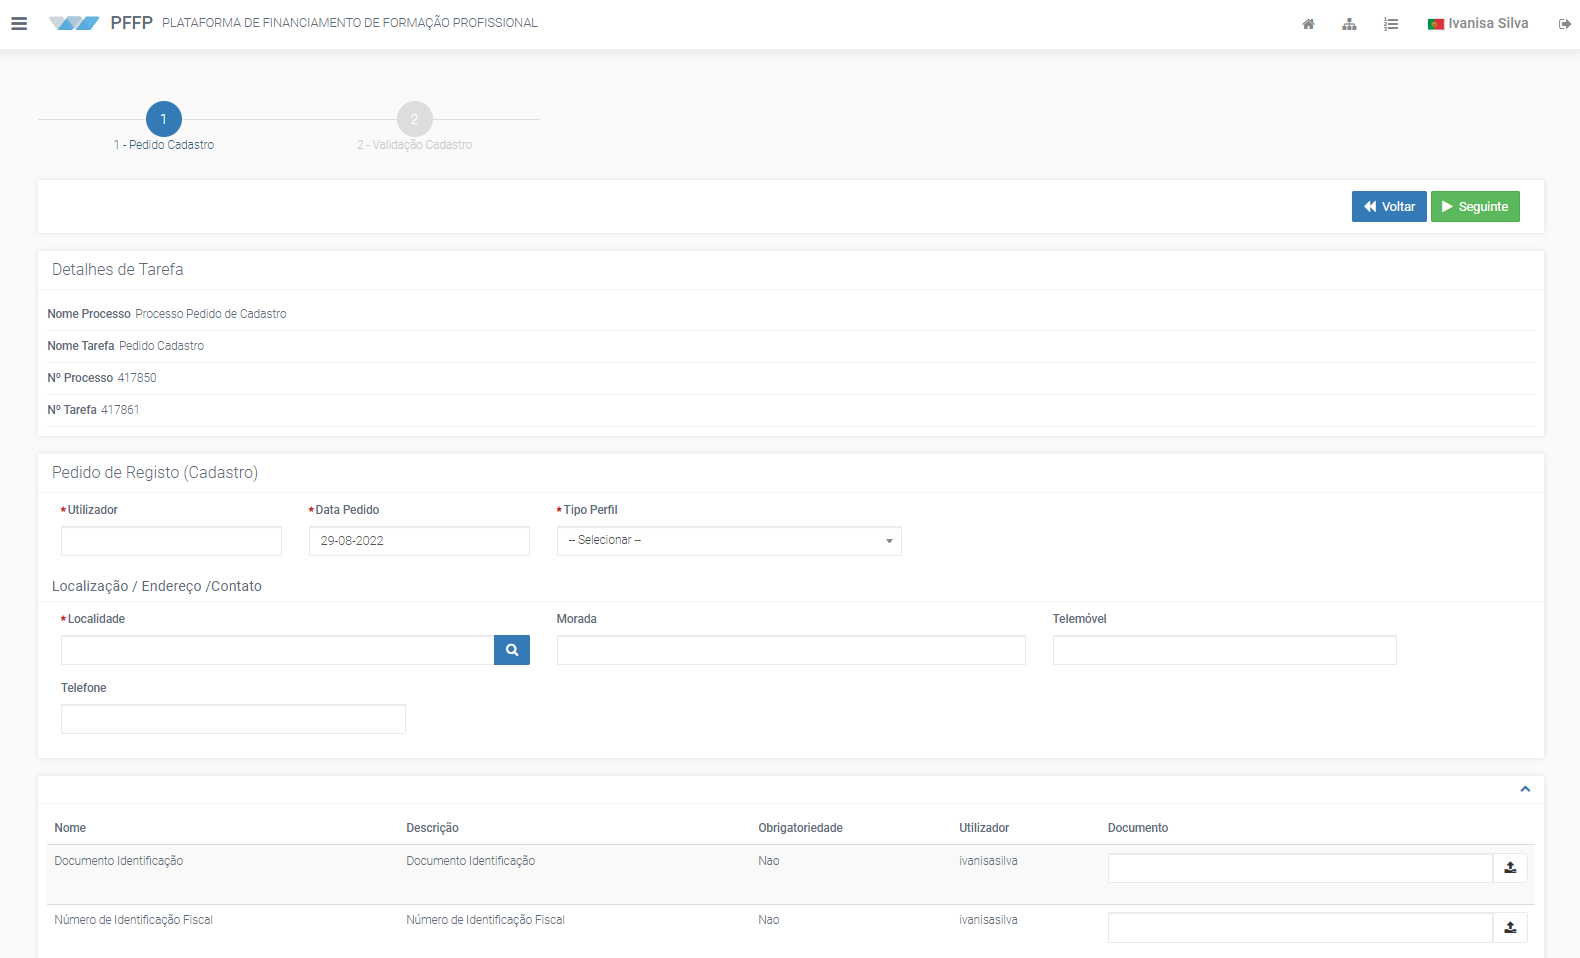 PFFP PLATAFORMA DE FINANCIAMENTO DE FORMAÇÃO PROFISSIONAL
Ivanisa Silva
1
2
1 - Pedido Cadastro
2 - Validação Cadastro
Voltar
Seguinte
Detalhes de Tarefa
Nome Processo Processo Pedido de Cadastro
Nome Tarefa Pedido Cadastro
Nº Processo 417850
Nº Tarefa 417861
Pedido de Registo (Cadastro)
* Utilizador
* Data Pedido
* Tipo Perfil
29-08-2022
-- Selecionar --
Localização / Endereço /Contato
* Localidade
Morada
Telemóvel
Telefone
Nome Descrição Obrigatoriedade Utilizador Documento
Documento Identificação Documento Identificação Nao ivanisasilva
Número de Identificação Fiscal Número de Identificação Fiscal Nao ivanisasilva